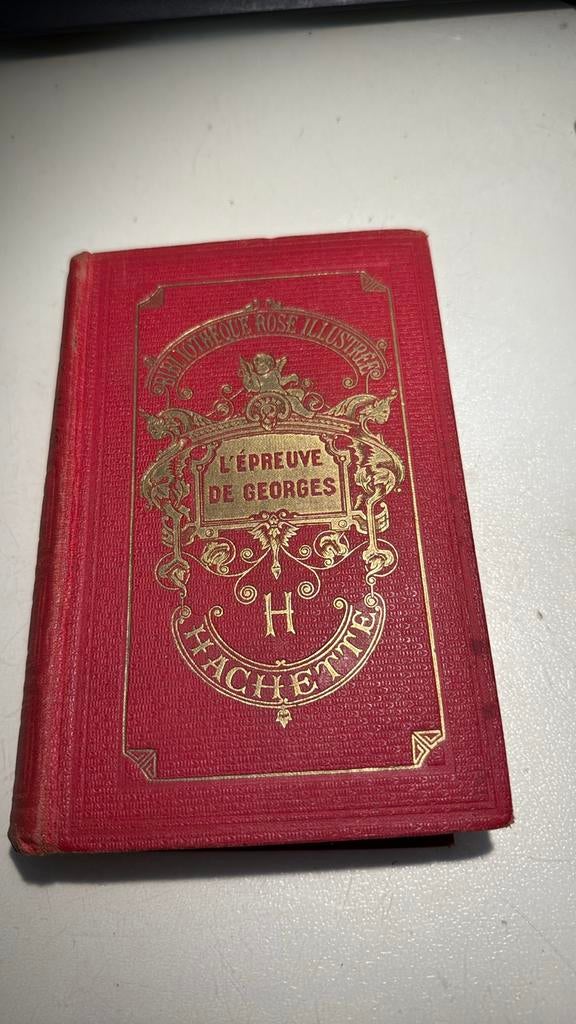 BIBLIOTHÈQUE ROSE ILLUSTRÉE
L'ÉPREUVE
DE GEORGES
H
HACHETTE